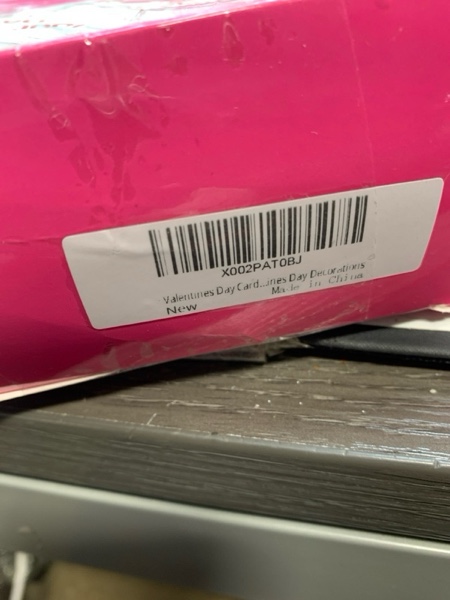 X002PAT0BJ
Valentines Day Card...ines Day Decorations
New Made in China